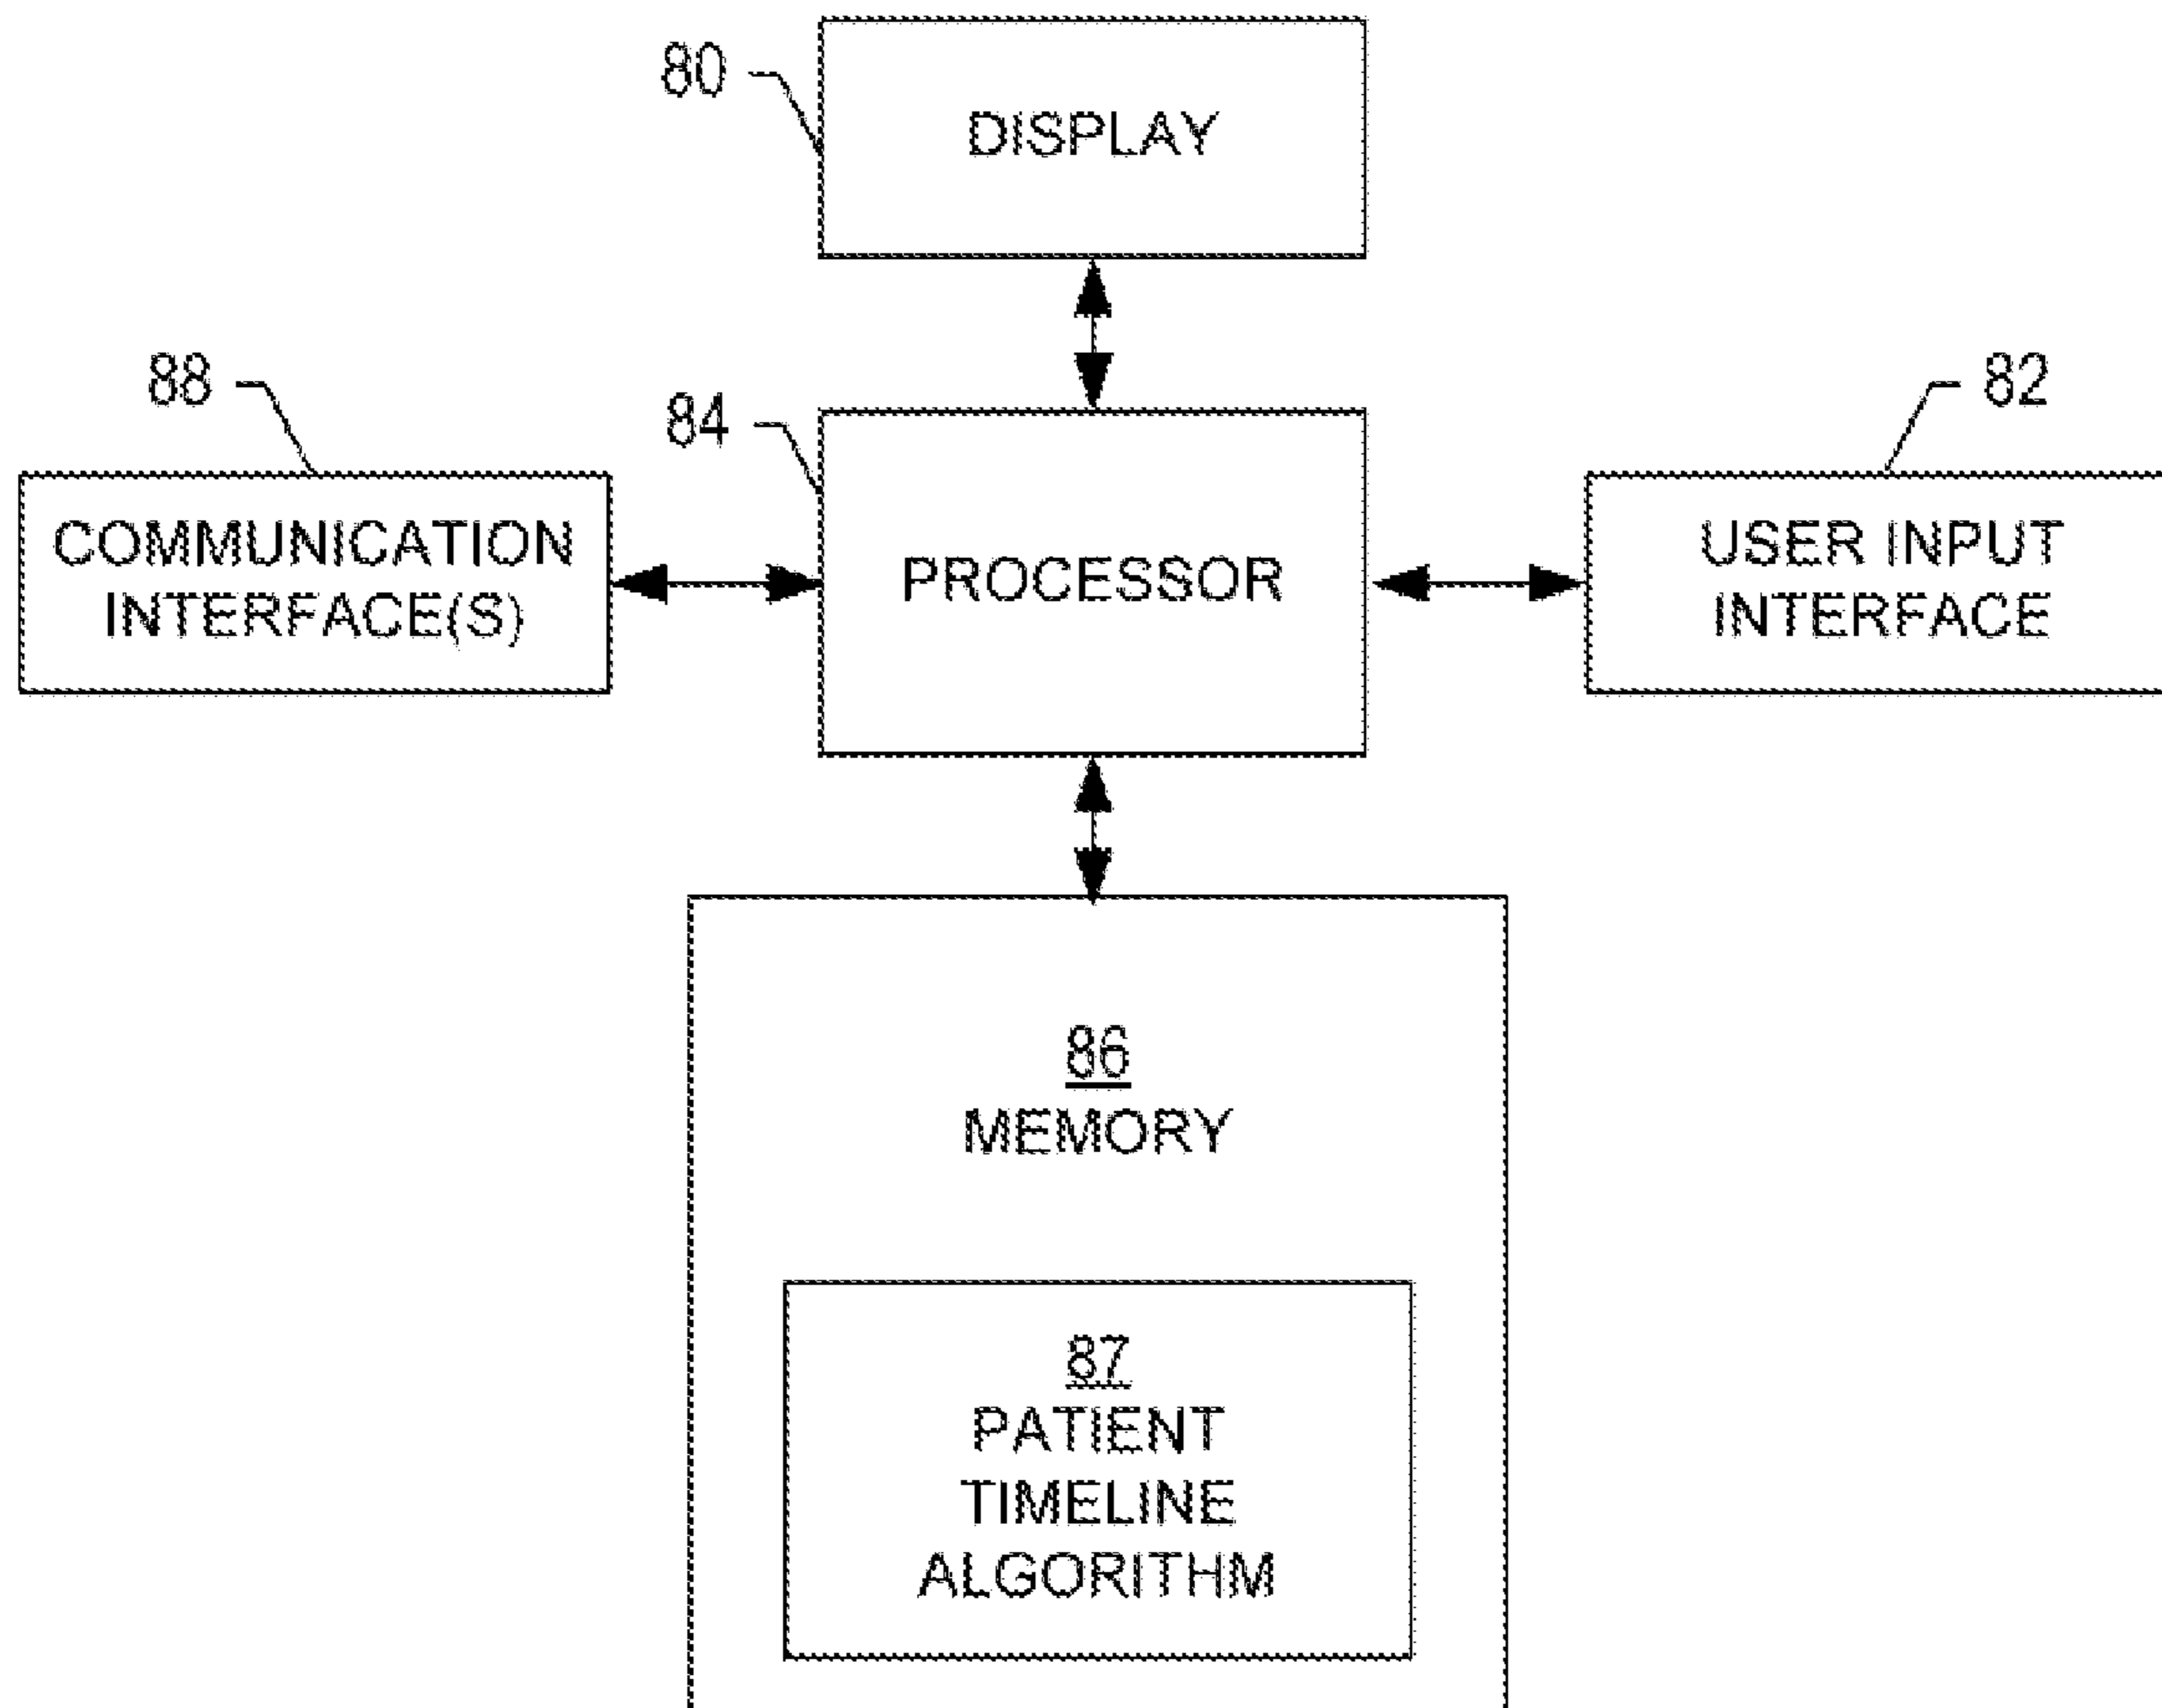 80
DISPLAY
88
84
82
COMMUNICATION
INTERFACE(S)
PROCESSOR
USER INPUT
INTERFACE
86
MEMORY
87
PATIENT
TIMELINE
ALGORITHM